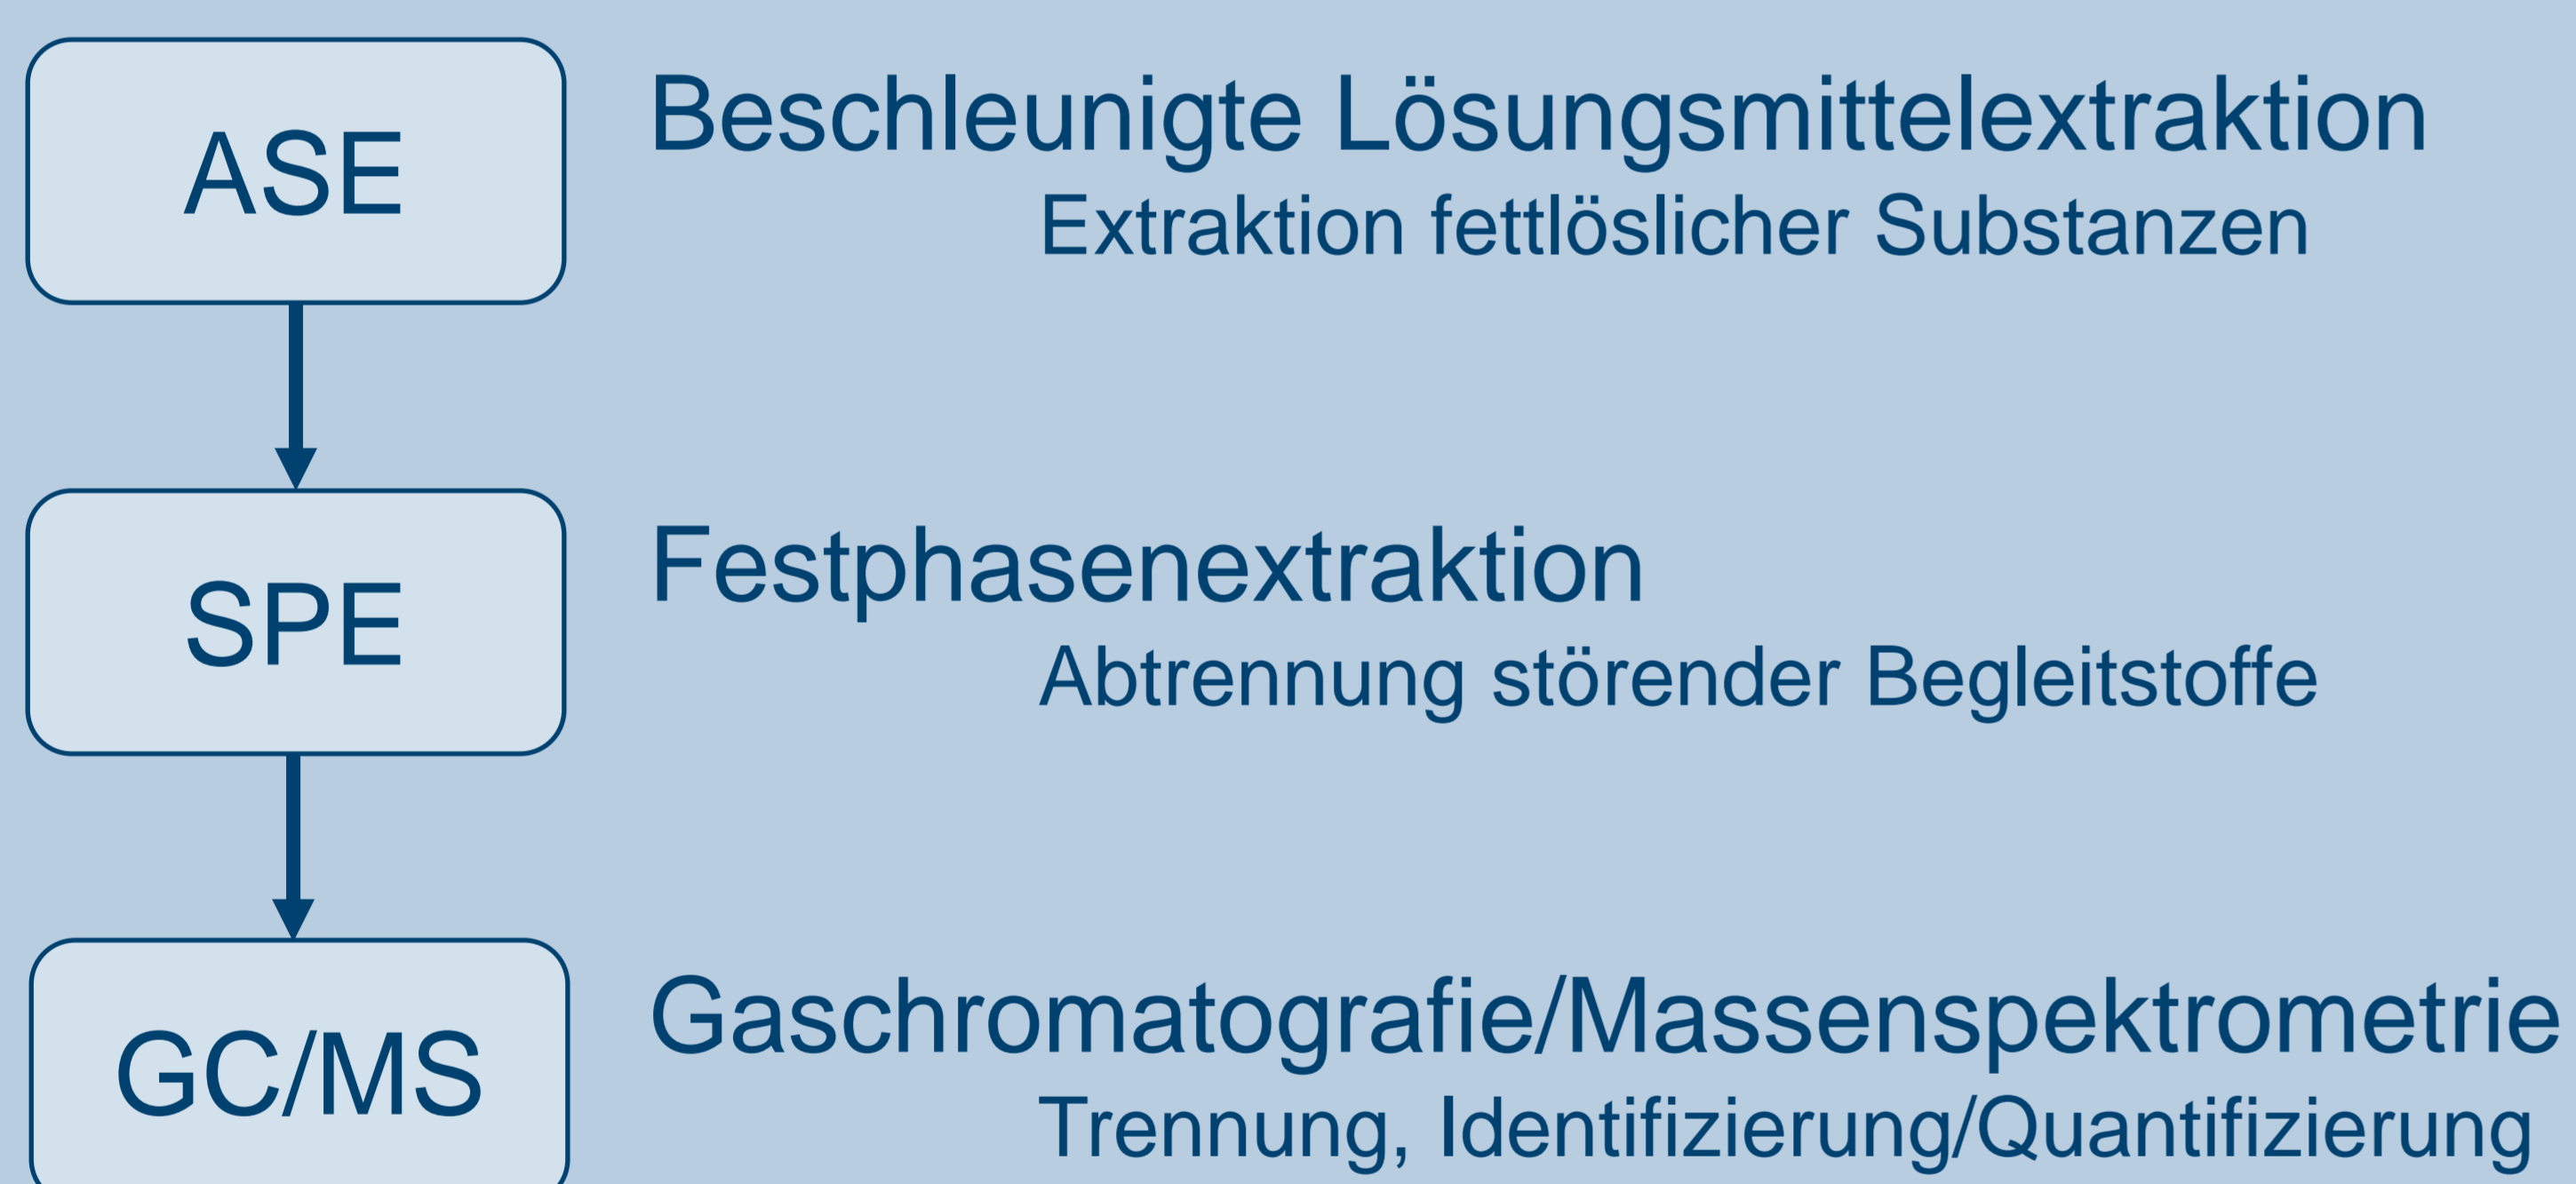 ASE
Beschleunigte Lösungsmittelextraktion
Extraktion fettlöslicher Substanzen
SPE
Festphasenextraktion
Abtrennung störender Begleitstoffe
GC/MS
Gaschromatografie/Massenspektrometrie
Trennung, Identifizierung/Quantifizierung